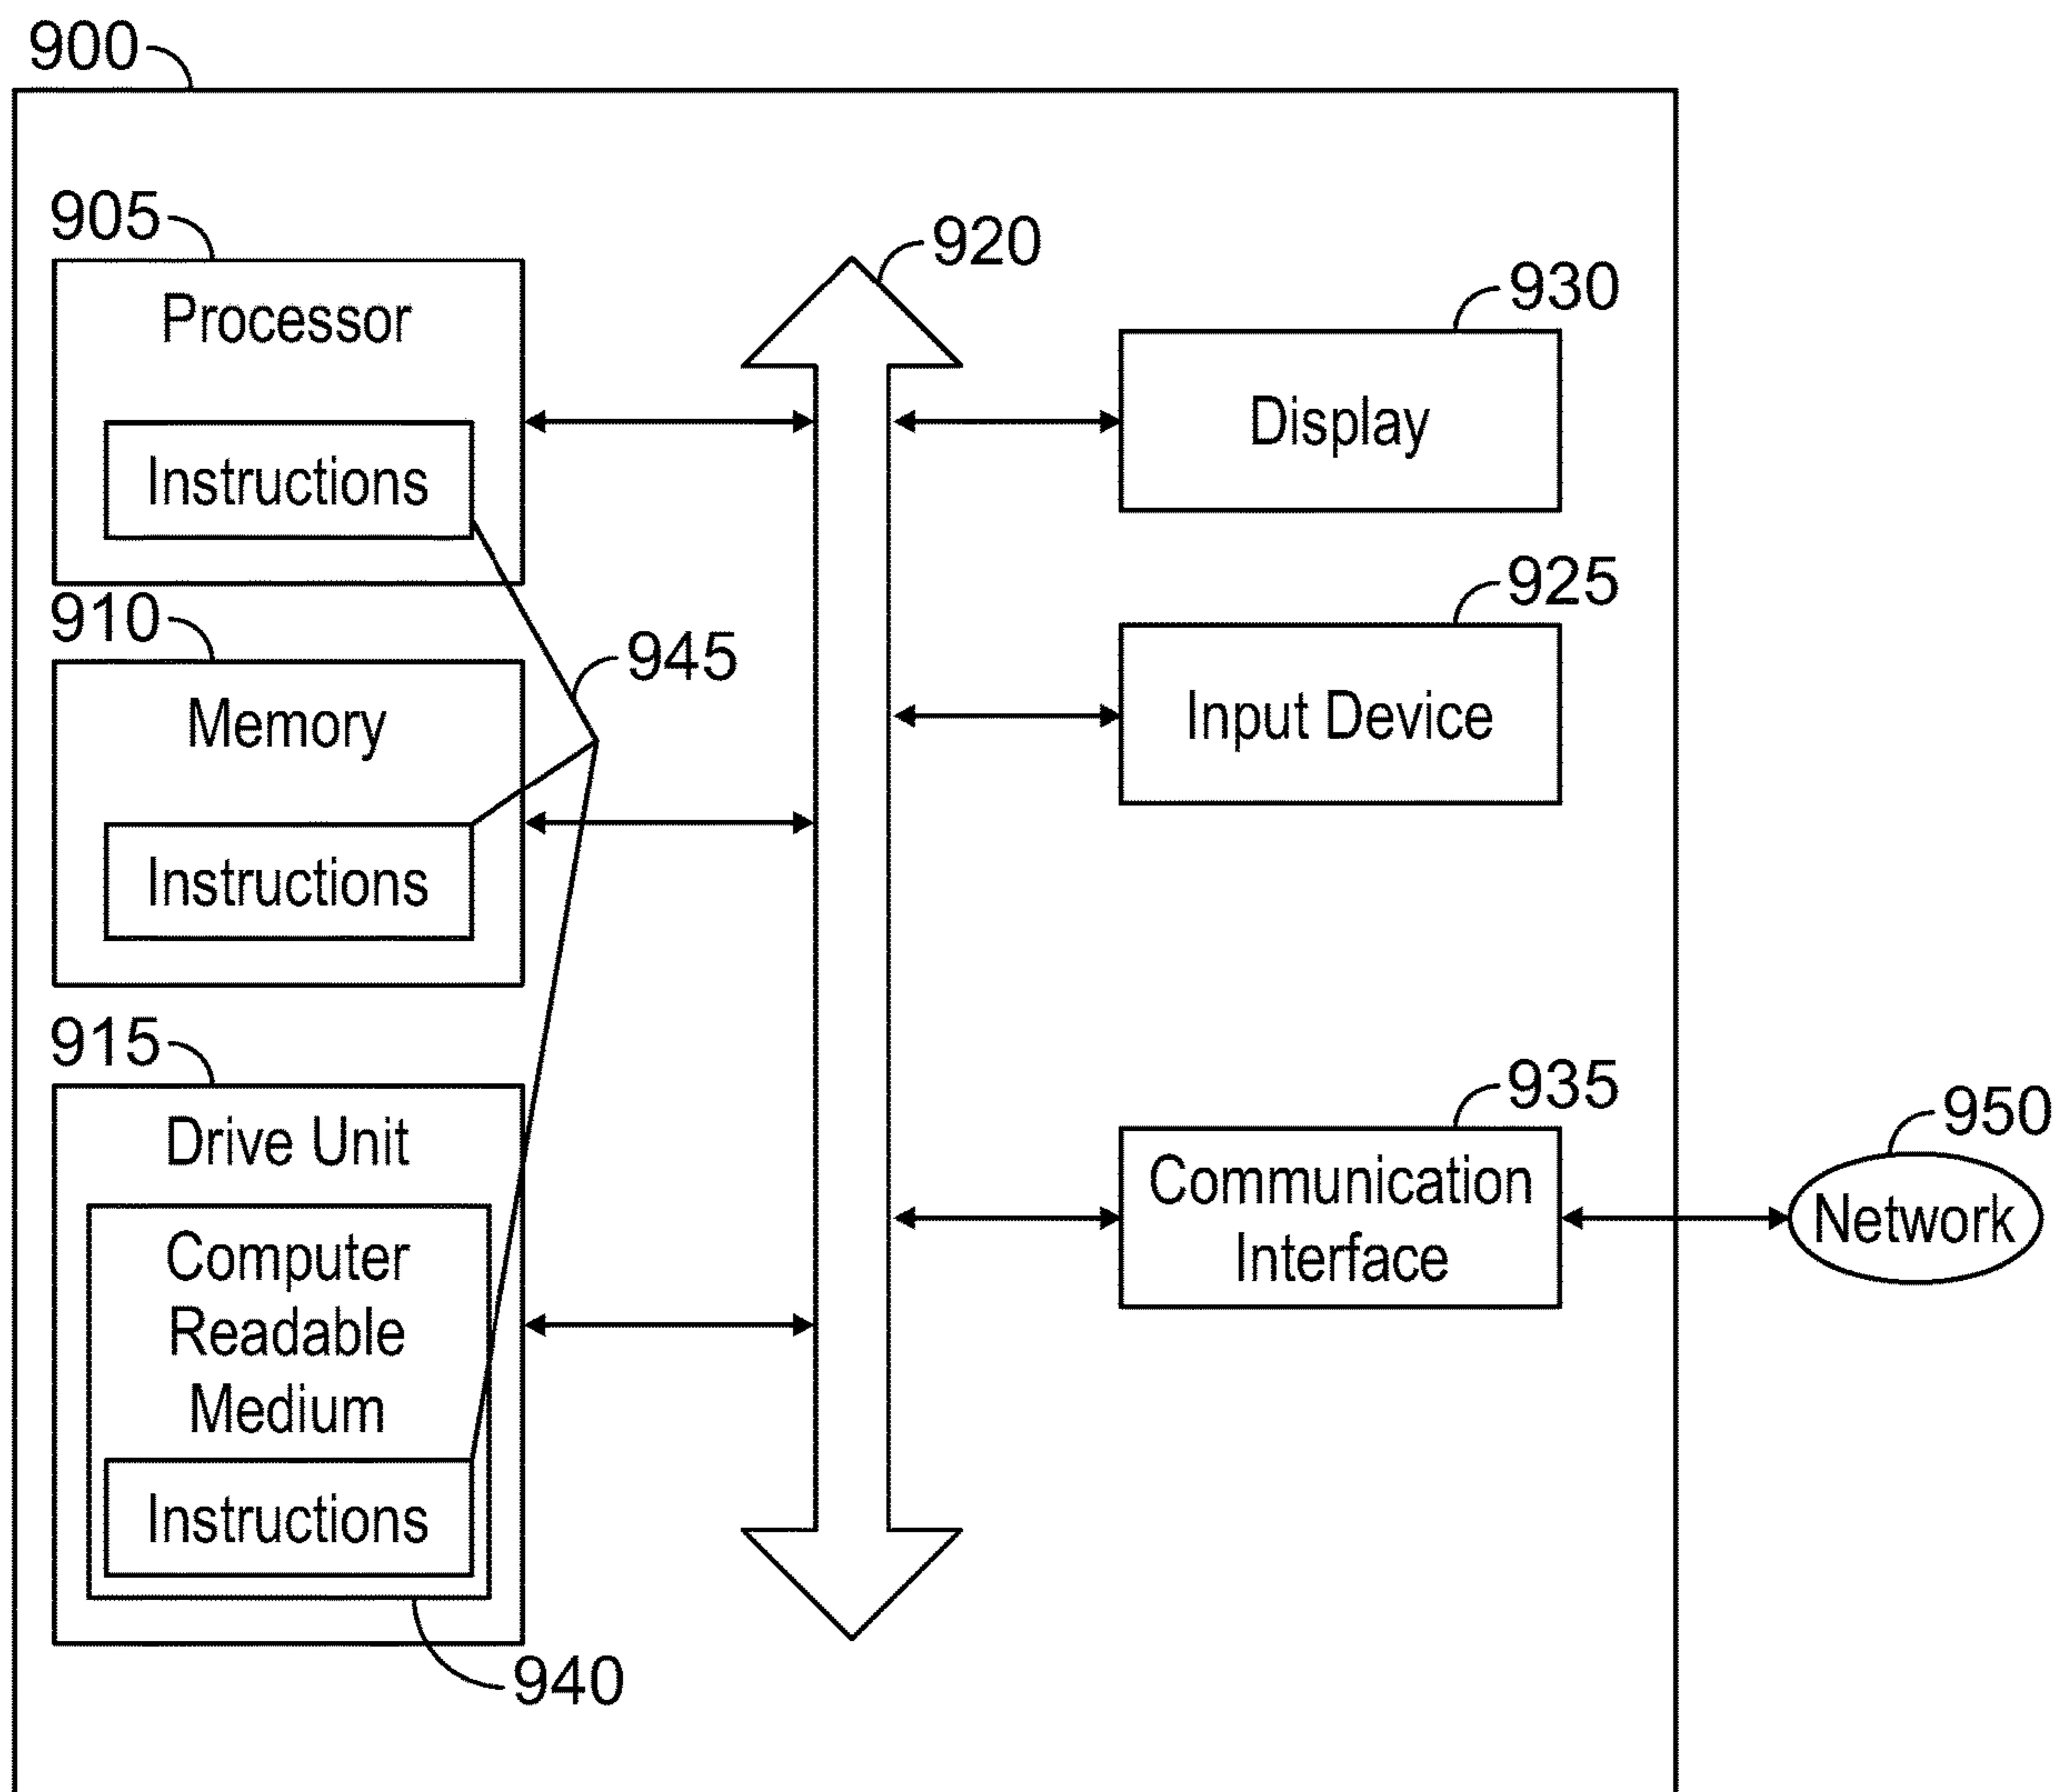 900
905
Processor
Instructions
910
Memory
Instructions
945
915
Drive Unit
Computer
Readable
Medium
Instructions
940
920
930
Display
925
Input Device
935
Communication
Interface
950
Network